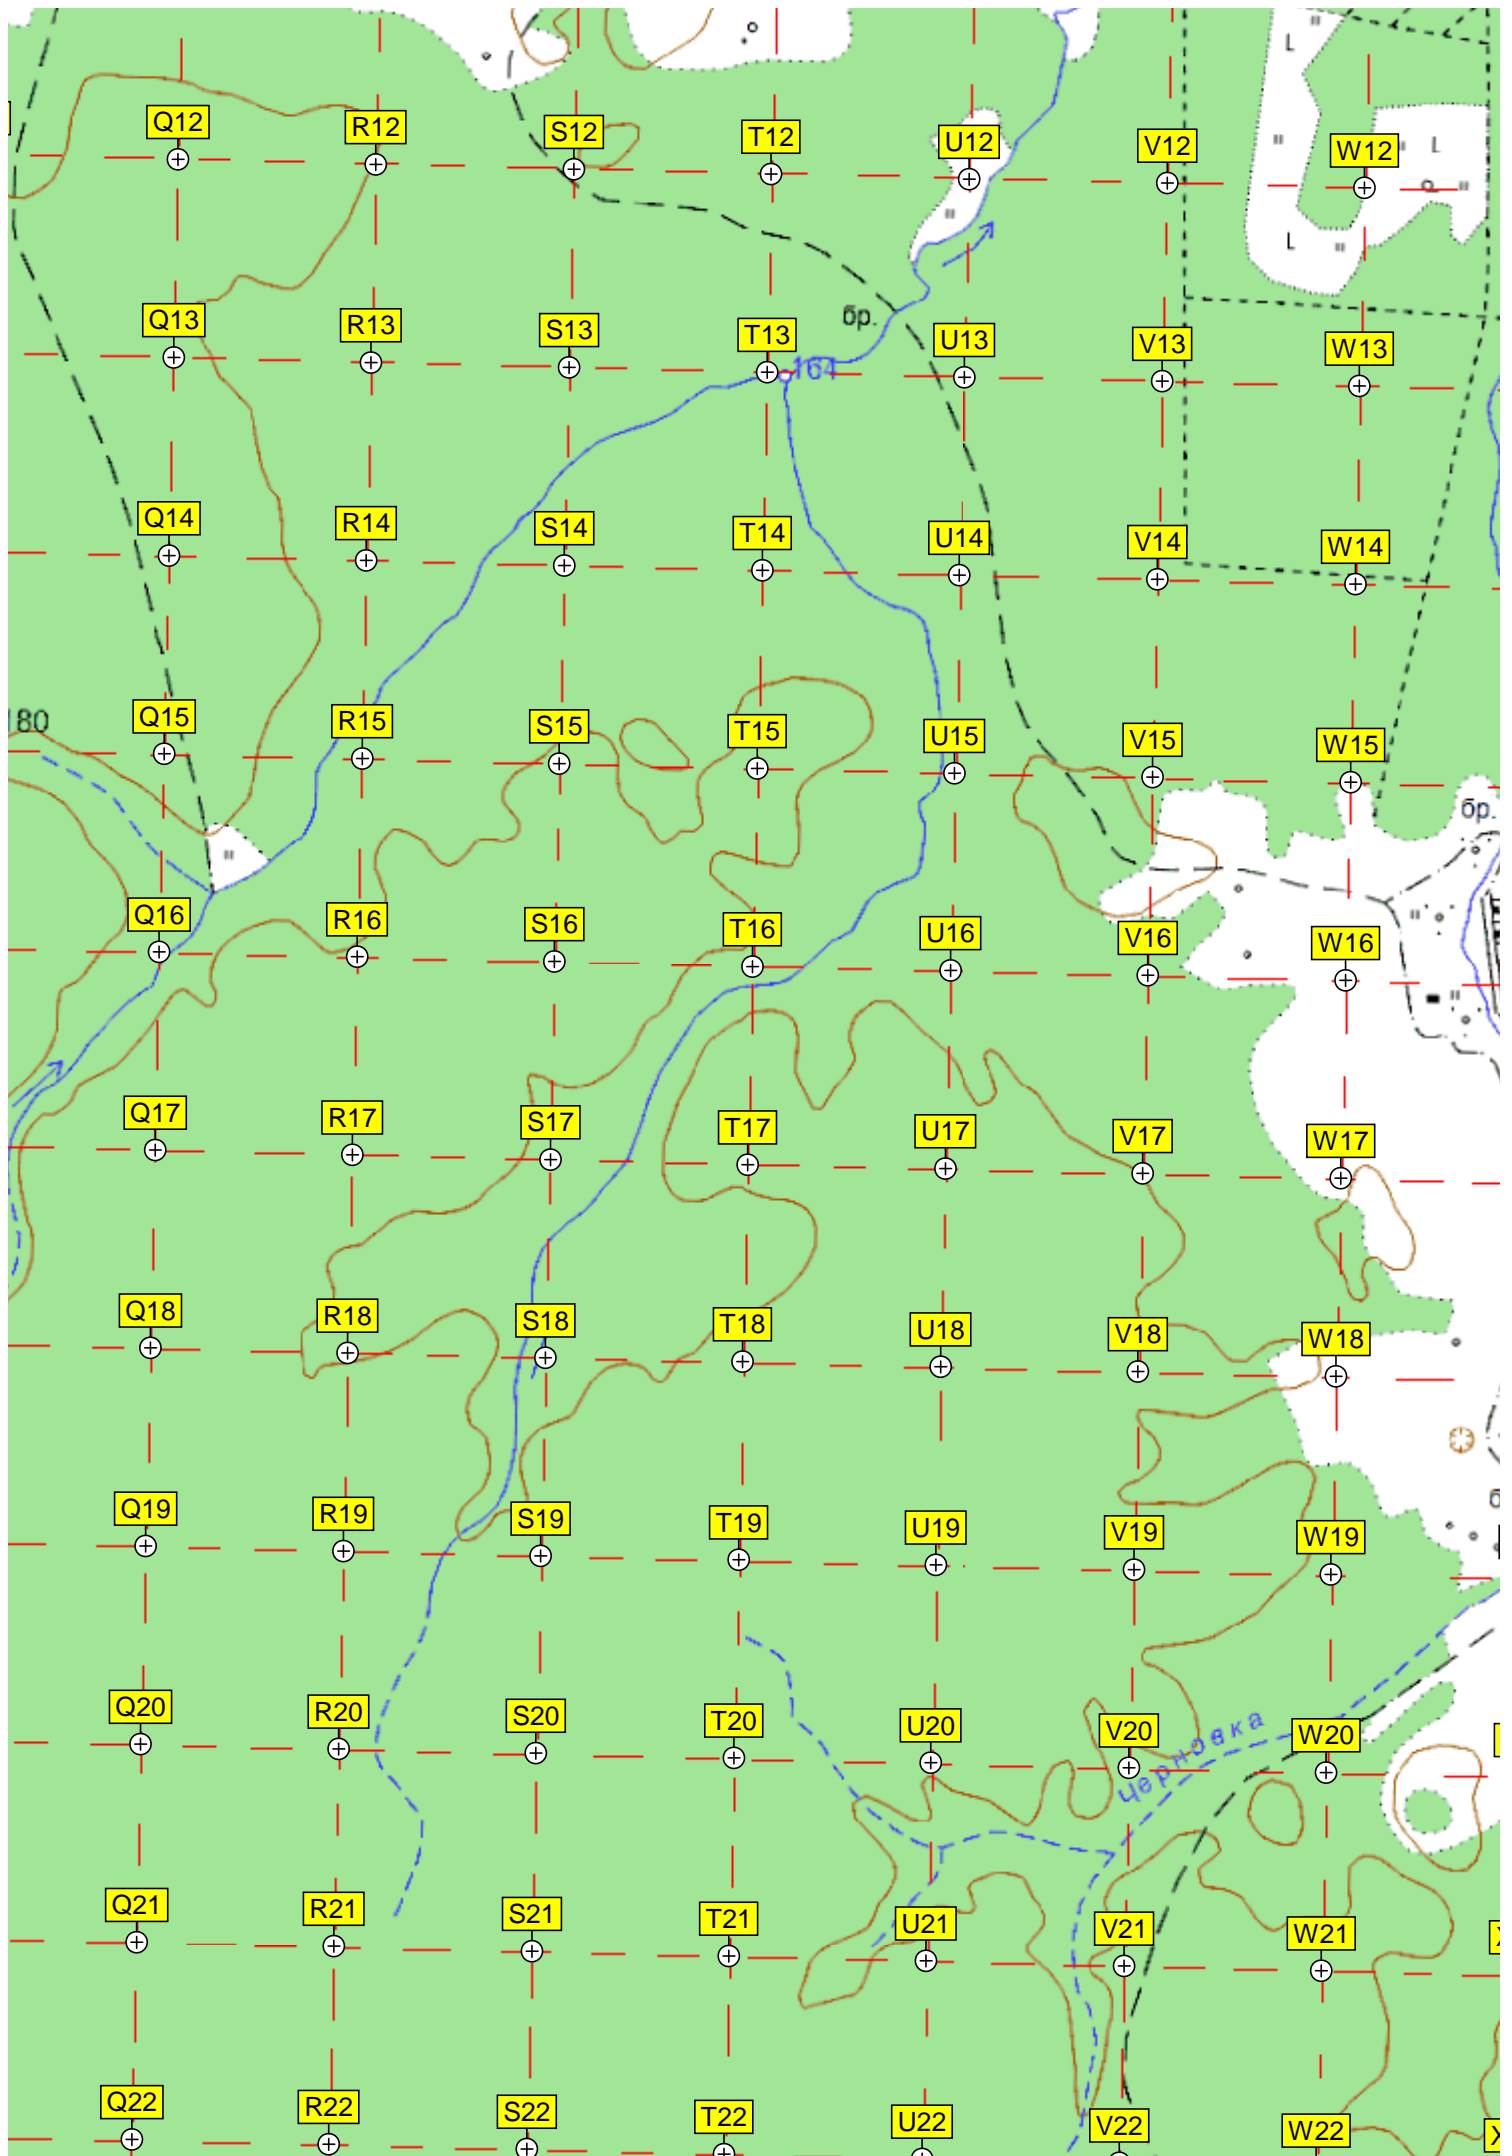 Q12 R12 S12 T12 U12 V12 W12
L
L
L
бр.
Q13 R13 S13 T13 U13 V13 W13
164
Q14 R14 S14 T14 U14 V14 W14
180
Q15 R15 S15 T15 U15 V15 W15
бр.
Q16 R16 S16 T16 U16 V16 W16
Q17 R17 S17 T17 U17 V17 W17
Q18 R18 S18 T18 U18 V18 W18
Q19 R19 S19 T19 U19 V19 W19
Q20 R20 S20 T20 U20 V20 W20
Черновка
Q21 R21 S21 T21 U21 V21 W21
Q22 R22 S22 T22 U22 V22 W22